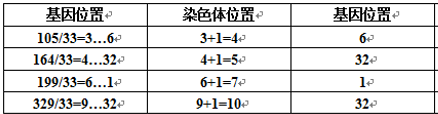 基因位置 染色体位置 基因位置
105/33=3…6 3+1=4 6
164/33=4…32 4+1=5 32
199/33=6…1 6+1=7 1
329/33=9…32 9+1=10 32